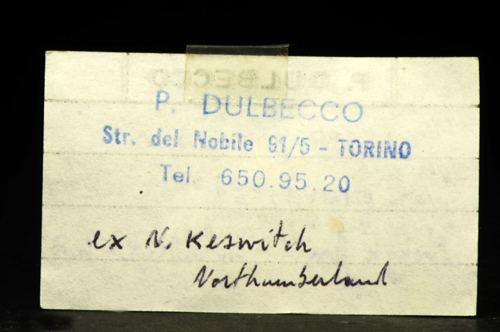 P. DULBECCO
Str. del Nobile 91/5 - TORINO
Tel. 650.95.20
ex N. Keswitch
Northumberland